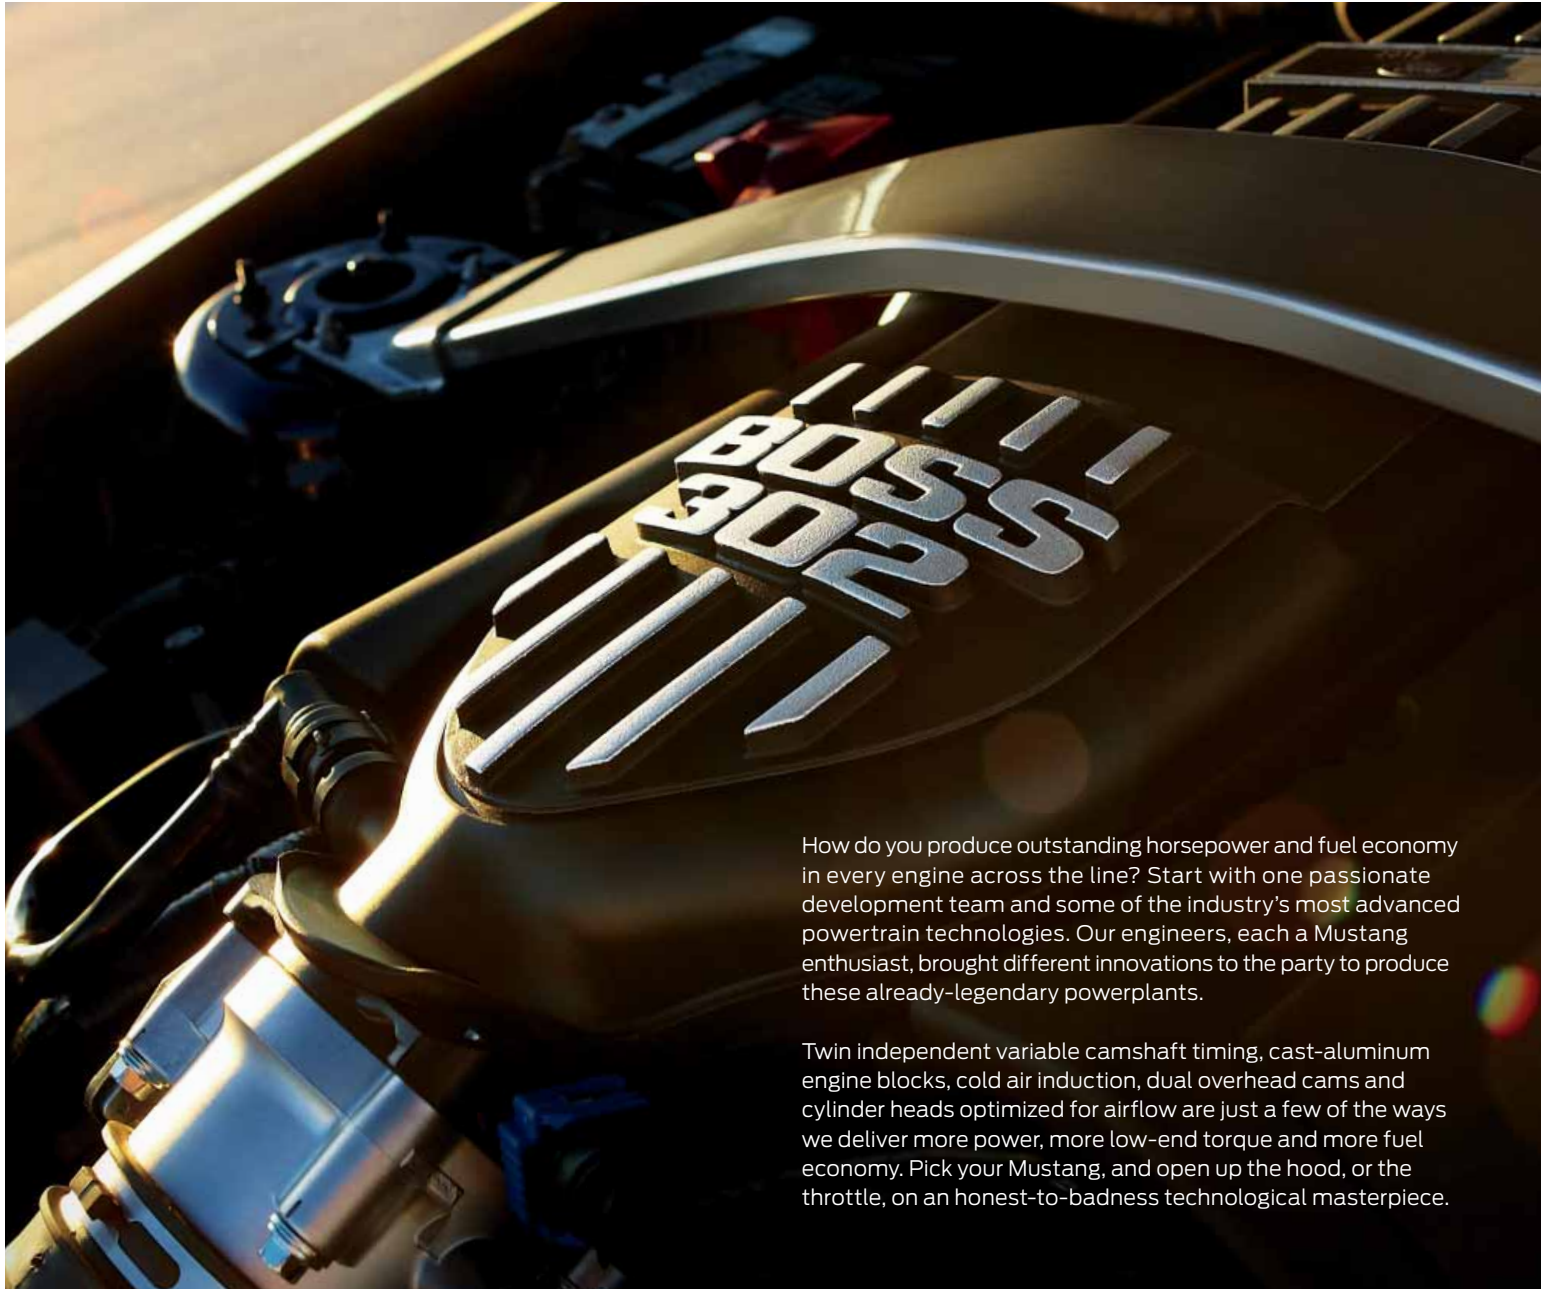 BOSS
302
How do you produce outstanding horsepower and fuel economy
in every engine across the line? Start with one passionate
development team and some of the industry’s most advanced
powertrain technologies. Our engineers, each a Mustang
enthusiast, brought different innovations to the party to produce
these already-legendary powerplants.
Twin independent variable camshaft timing, cast-aluminum
engine blocks, cold air induction, dual overhead cams and
cylinder heads optimized for airflow are just a few of the ways
we deliver more power, more low-end torque and more fuel
economy. Pick your Mustang, and open up the hood, or the
throttle, on an honest-to-badness technological masterpiece.